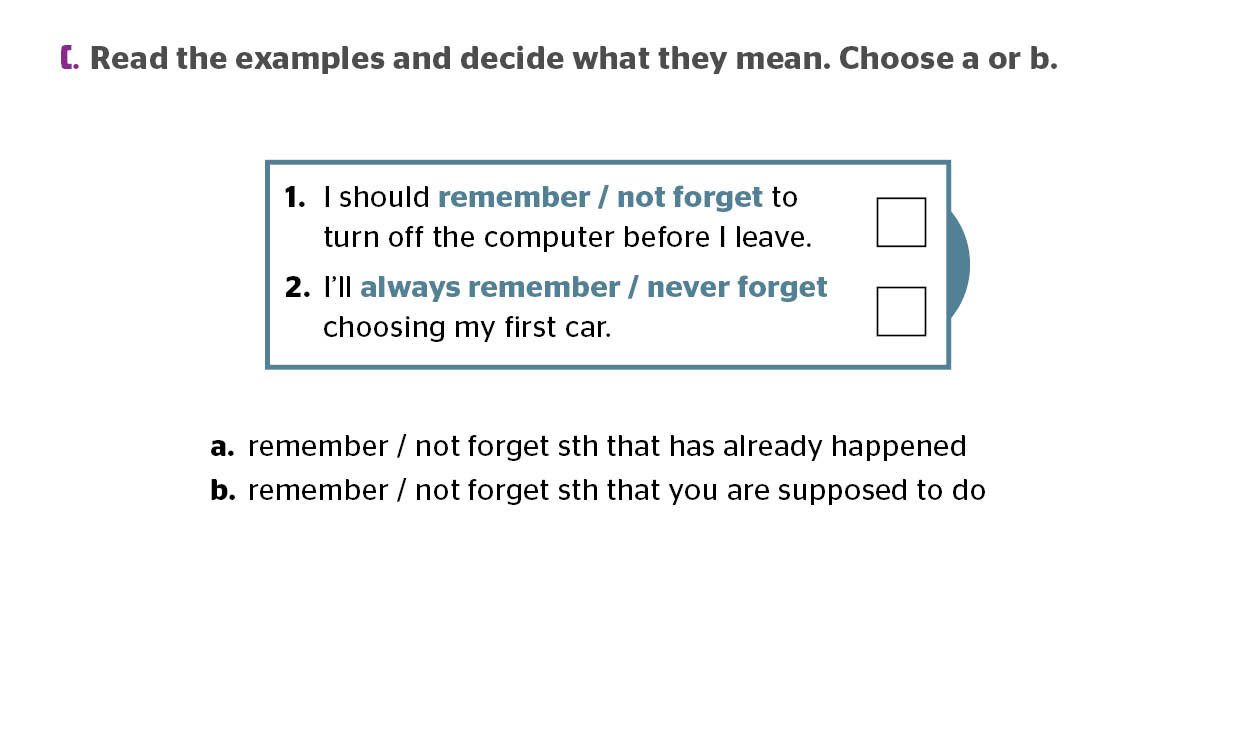 C. Read the examples and decide what they mean. Choose a or b.
1. I should remember / not forget to
turn off the computer before I leave.
2. I’ll always remember / never forget
choosing my first car.
a. remember / not forget sth that has already happened
b. remember / not forget sth that you are supposed to do